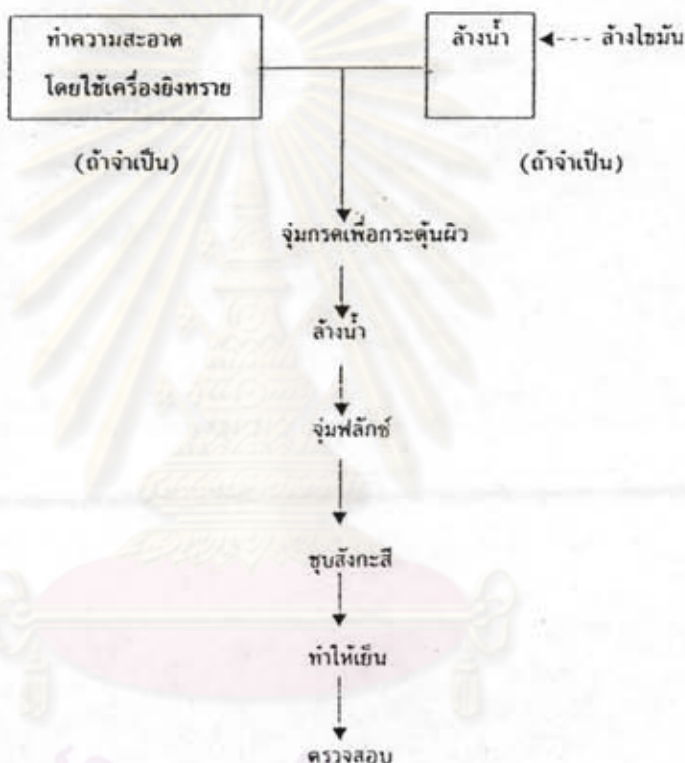 ทำความสะอาด
โดยใช้เครื่องยิงทราย
ล้างน้ำ
ล้างไขมัน
(ถ้าจำเป็น)
(ถ้าจำเป็น)
จุ่มกรดเพื่อกระตุ้นผิว
ล้างน้ำ
จุ่มฟลักซ์
ชุบสังกะสี
ทำให้เย็น
ตรวจสอบ